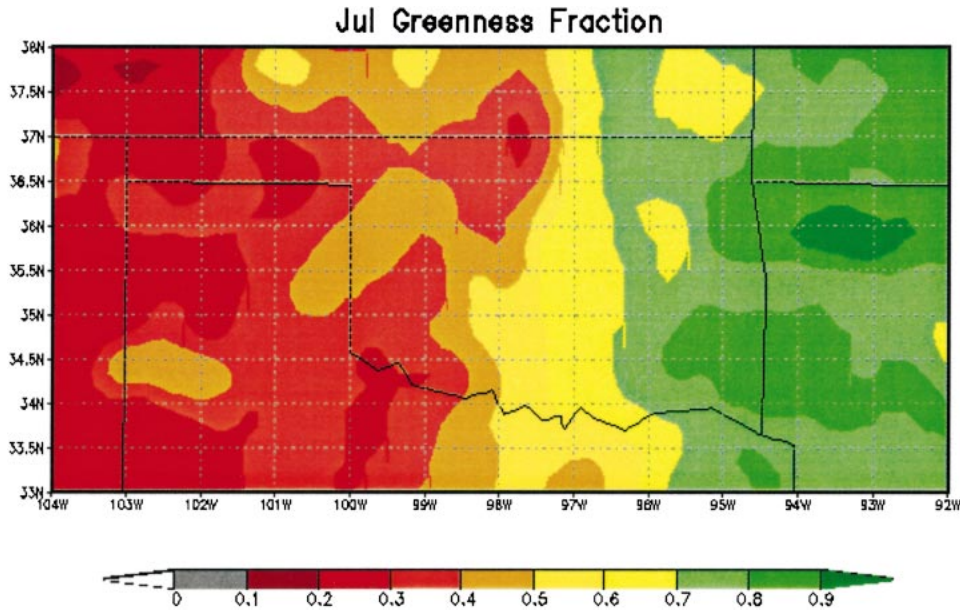 Jul Greenness Fraction
38N
37.5N
37N
36.5N
36N
35.5N
35N
34.5N
34N
33.5N
33N
104W 103W 102W 101W 100W 99W 98W 97W 96W 95W 94W 93W 92W
0 0.1 0.2 0.3 0.4 0.5 0.6 0.7 0.8 0.9